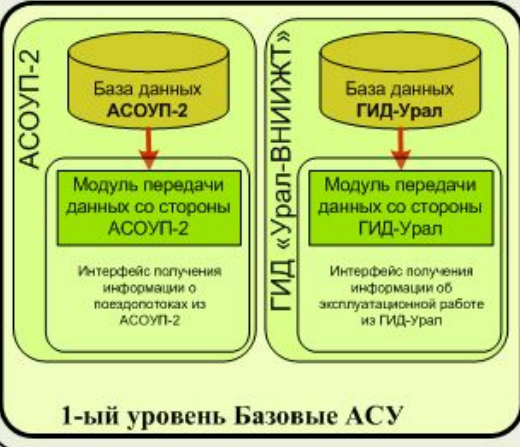 АСОУП-2
База данных
АСОУП-2
Модуль передачи
данных со стороны
АСОУП-2
Интерфейс получения
информации о
поездопотоках из
АСОУП-2
ГИД «Урал-ВНИИЖТ»
База данных
ГИД-Урал
Модуль передачи
данных со стороны
ГИД-Урал
Интерфейс получения
информации об
эксплуатационной работе
из ГИД-Урал
1-ый уровень Базовые АСУ